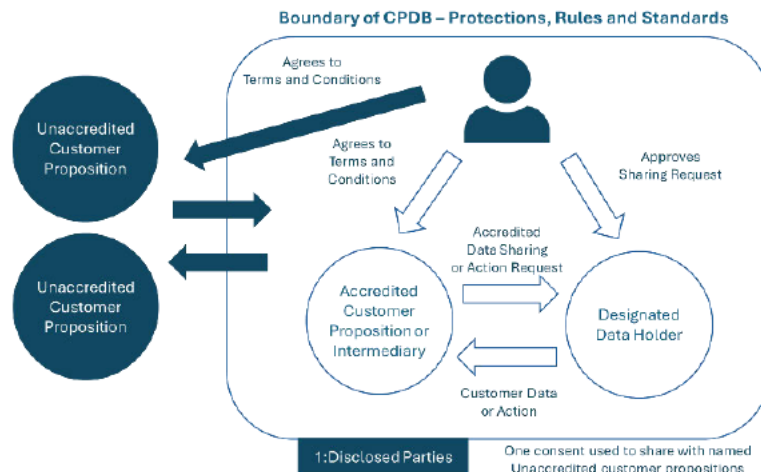 Boundary of CPDB – Protections, Rules and Standards
Agrees to
Terms and Conditions
Unaccredited
Customer
Proposition
Agrees to
Terms and
Conditions
Approves
Sharing Request
Accredited
Data Sharing
or Action Request
Unaccredited
Customer
Proposition
Accredited
Customer
Proposition or
Intermediary
Designated
Data Holder
Customer Data
or Action
1:Disclosed Parties
One consent used to share with named
Unaccredited customer propositions